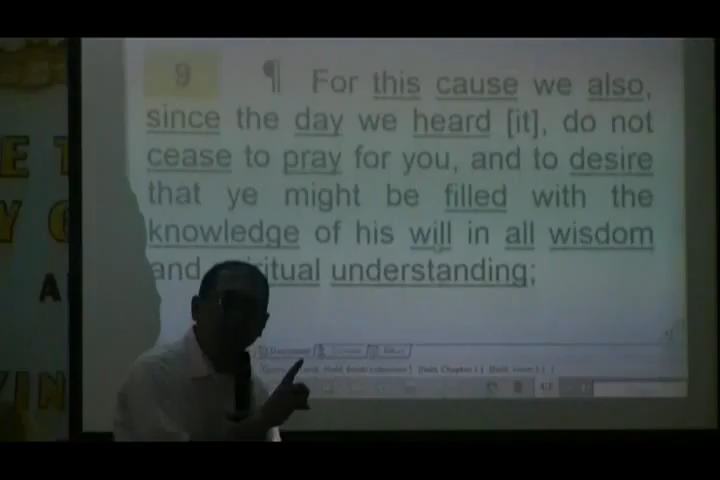 9 ¶ For this cause we also,
since the day we heard [it], do not
cease to pray for you, and to desire
that ye might be filled with the
knowledge of his will in all wisdom
and spiritual understanding;